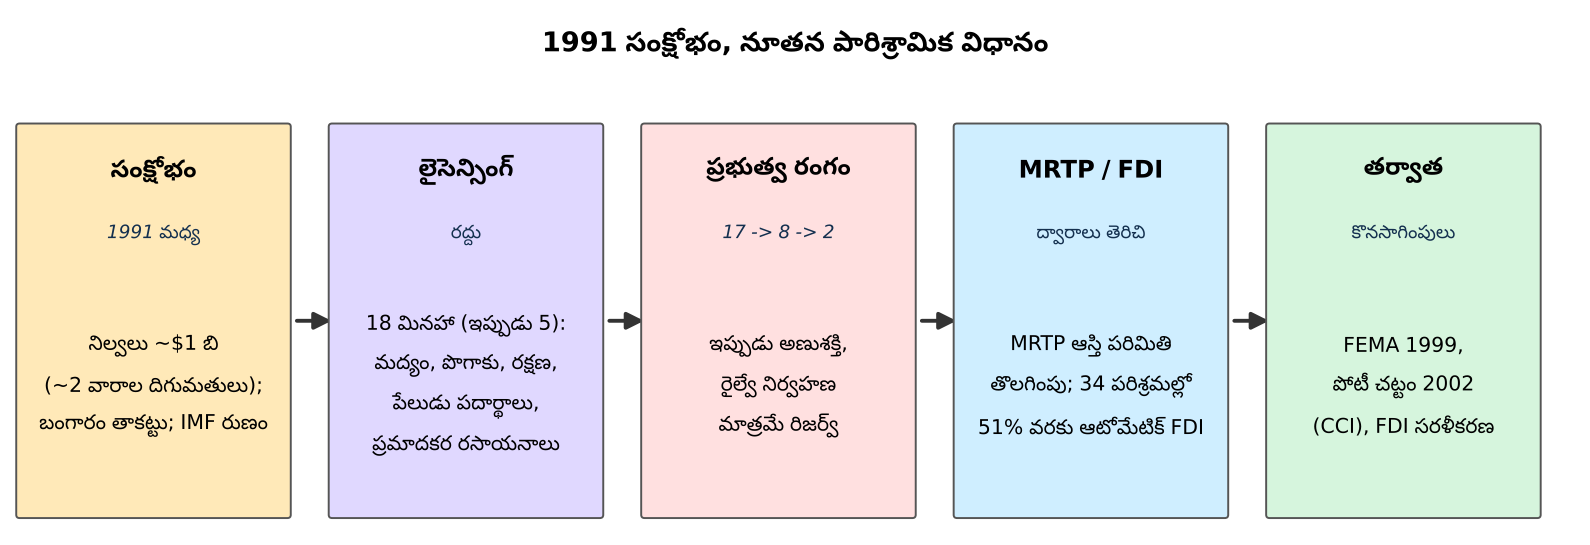 1991 సంక్షోభం, నూతన పారిశ్రామిక విధానం
సంక్షోభం
1991 మధ్య
నిల్వలు ~$1 బి
(~2 వారాల దిగుమతులు);
బంగారం తాకట్టు; IMF రుణం
లైసెన్సింగ్
రద్దు
18 మినహా (ఇప్పుడు 5):
మద్యం, పొగాకు, రక్షణ,
పేలుడు పదార్థాలు,
ప్రమాదకర రసాయనాలు
ప్రభుత్వ రంగం
17 -> 8 -> 2
ఇప్పుడు అణుశక్తి,
రైల్వే నిర్వహణ
మాత్రమే రిజర్వ్
MRTP / FDI
ద్వారాలు తెరిచి
MRTP ఆస్తి పరిమితి
తొలగింపు; 34 పరిశ్రమల్లో
51% వరకు ఆటోమేటిక్ FDI
తర్వాత
కొనసాగింపులు
FEMA 1999,
పోటీ చట్టం 2002
(CCI), FDI సరళీకరణ